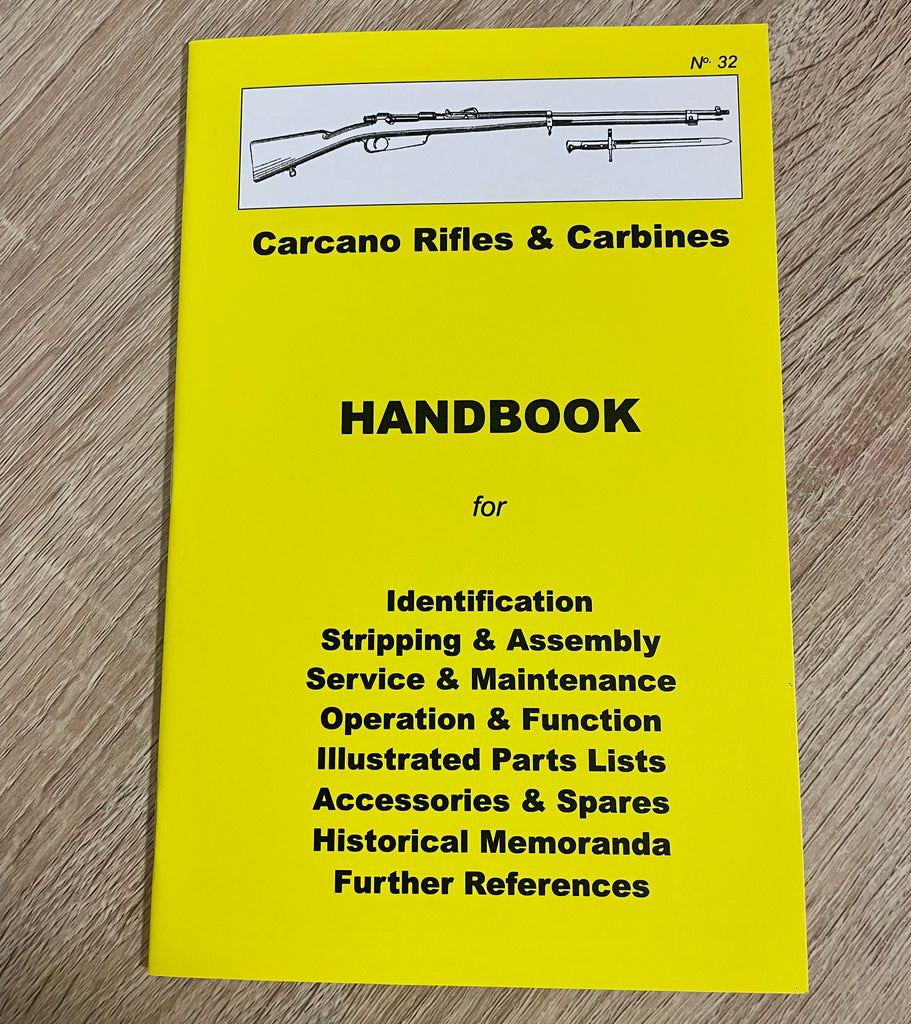 Nº. 32
Carcano Rifles & Carbines
HANDBOOK
for
Identification
Stripping & Assembly
Service & Maintenance
Operation & Function
Illustrated Parts Lists
Accessories & Spares
Historical Memoranda
Further References